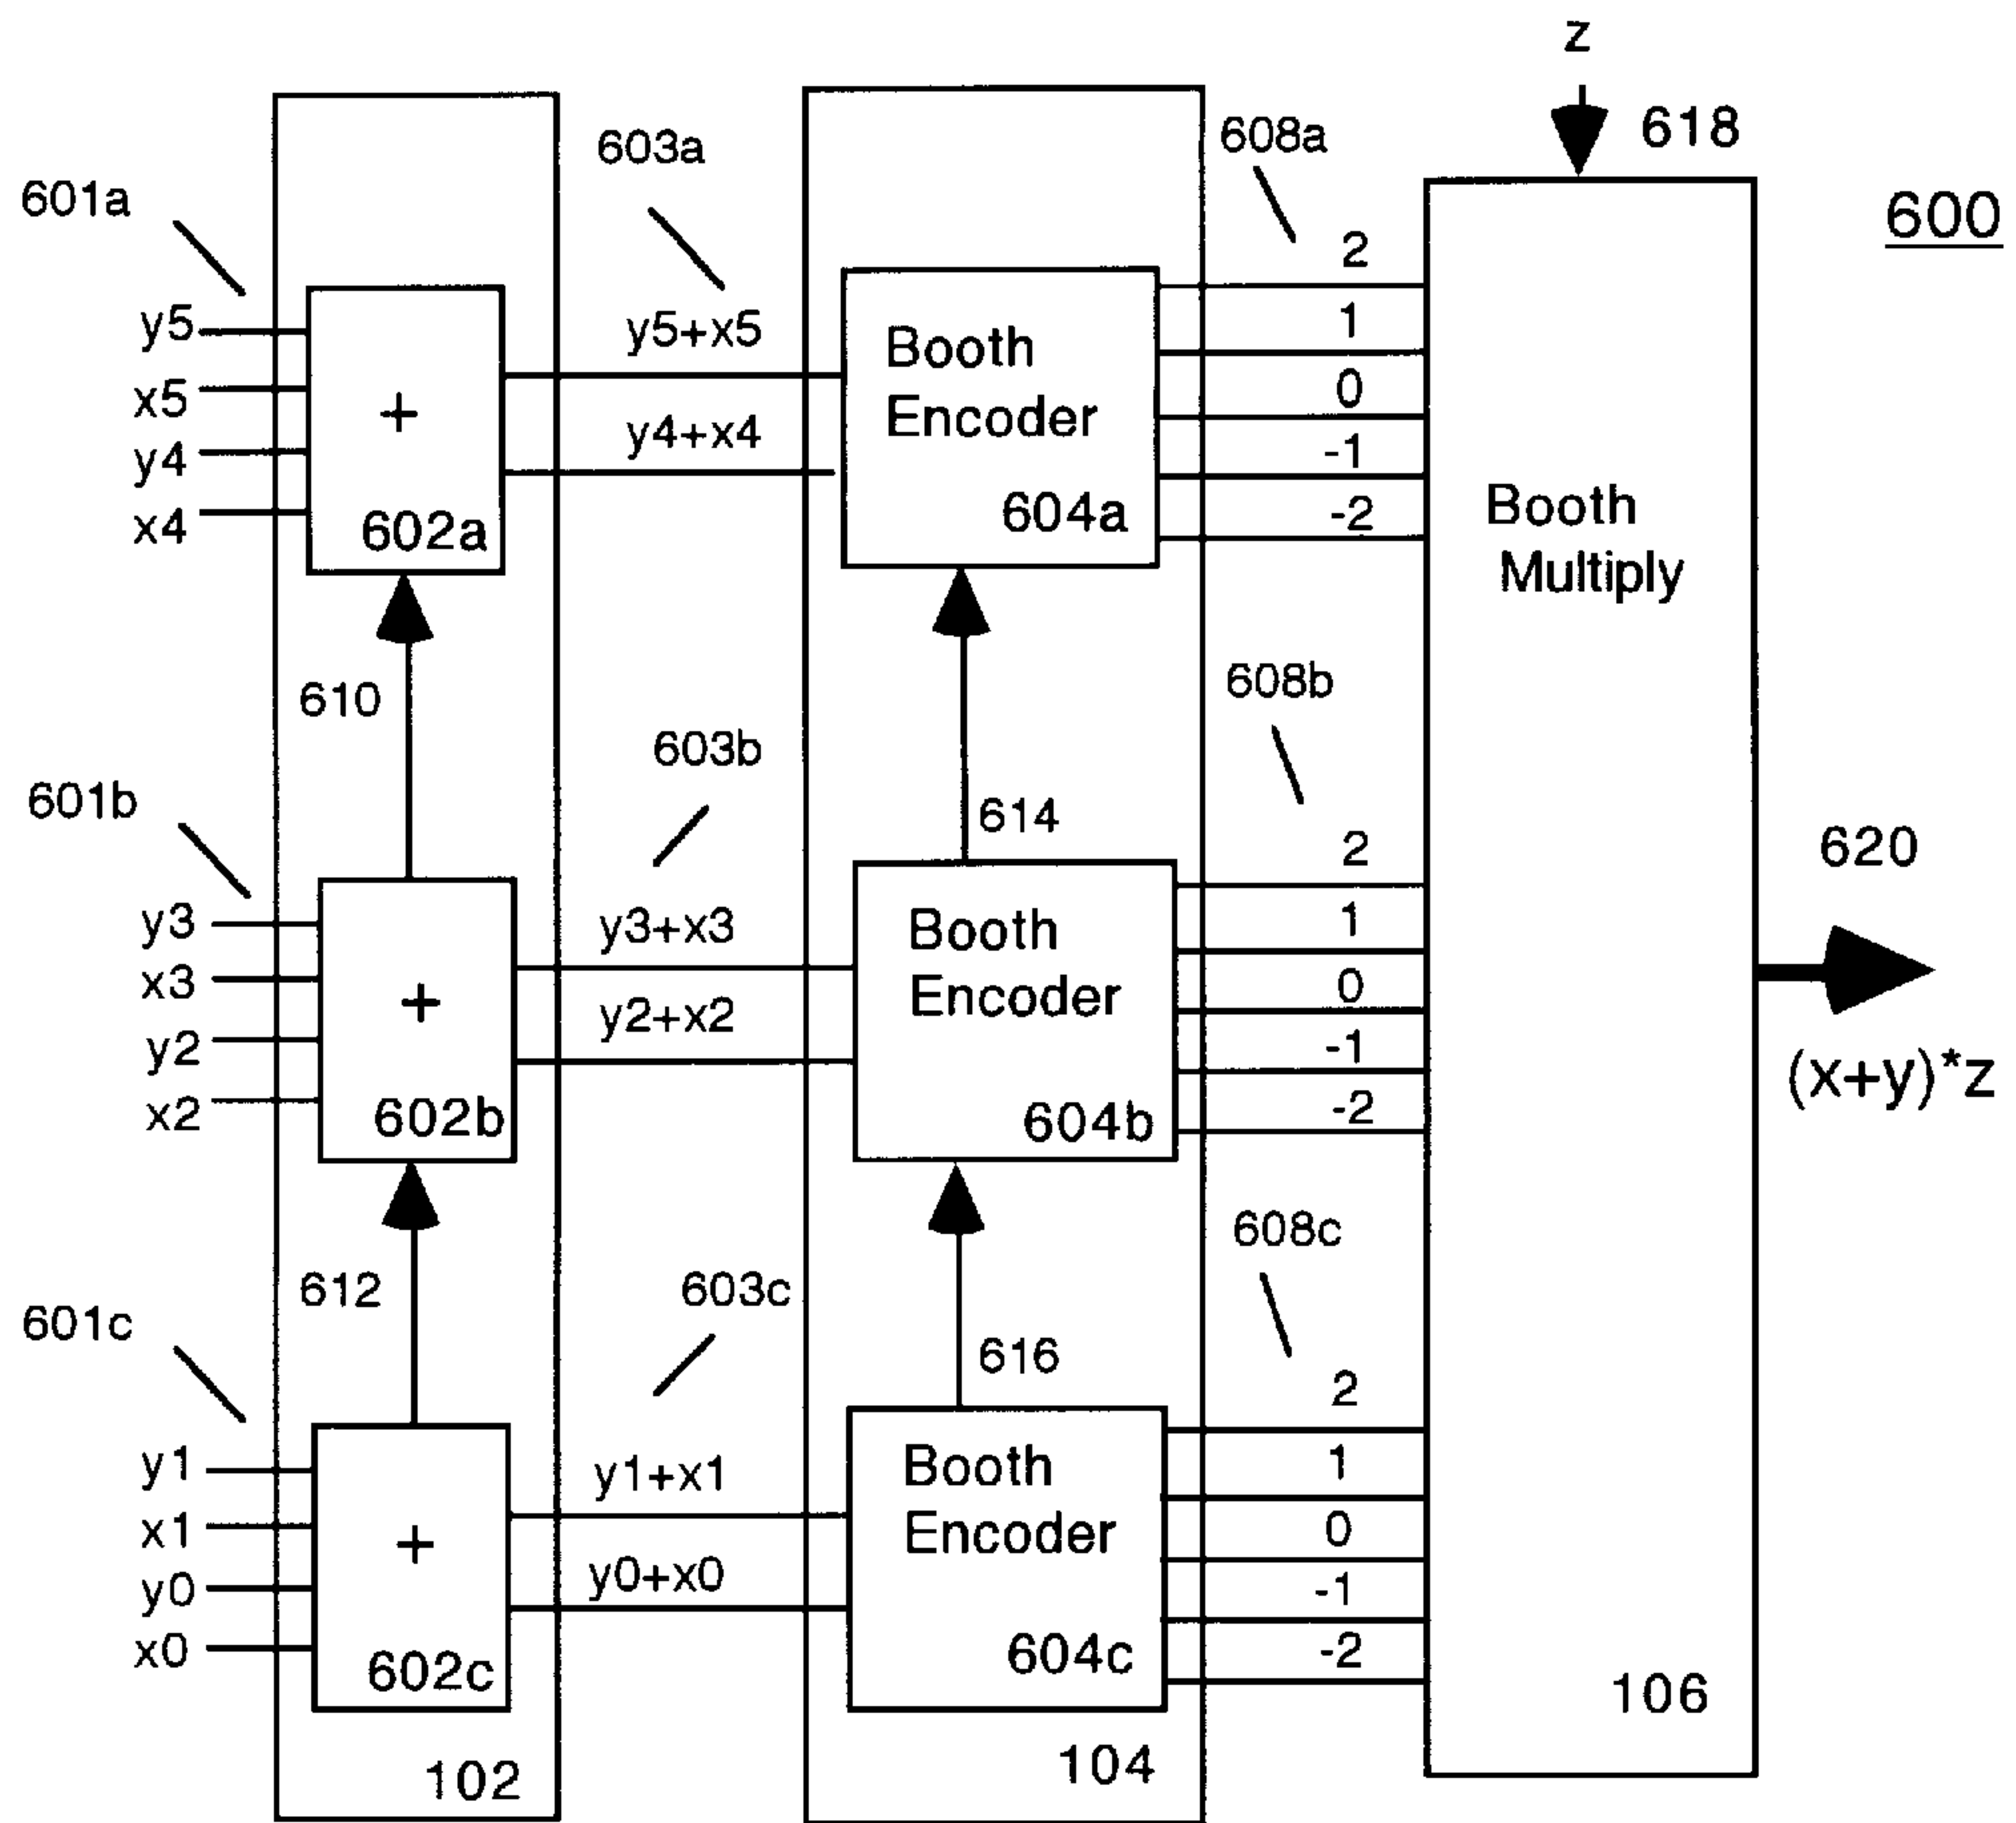 z
618
600
601a
603a
608a
y5
x5
y4
x4
+
602a
y5+x5
y4+x4
Booth
Encoder
604a
2
1
0
-1
-2
Booth
Multiply
610
614
601b
603b
608b
y3
x3
y2
x2
+
602b
y3+x3
y2+x2
Booth
Encoder
604b
2
1
0
-1
-2
620
(x+y)*z
612
616
601c
603c
608c
y1
x1
y0
x0
+
602c
y1+x1
y0+x0
Booth
Encoder
604c
2
1
0
-1
-2
102
104
106